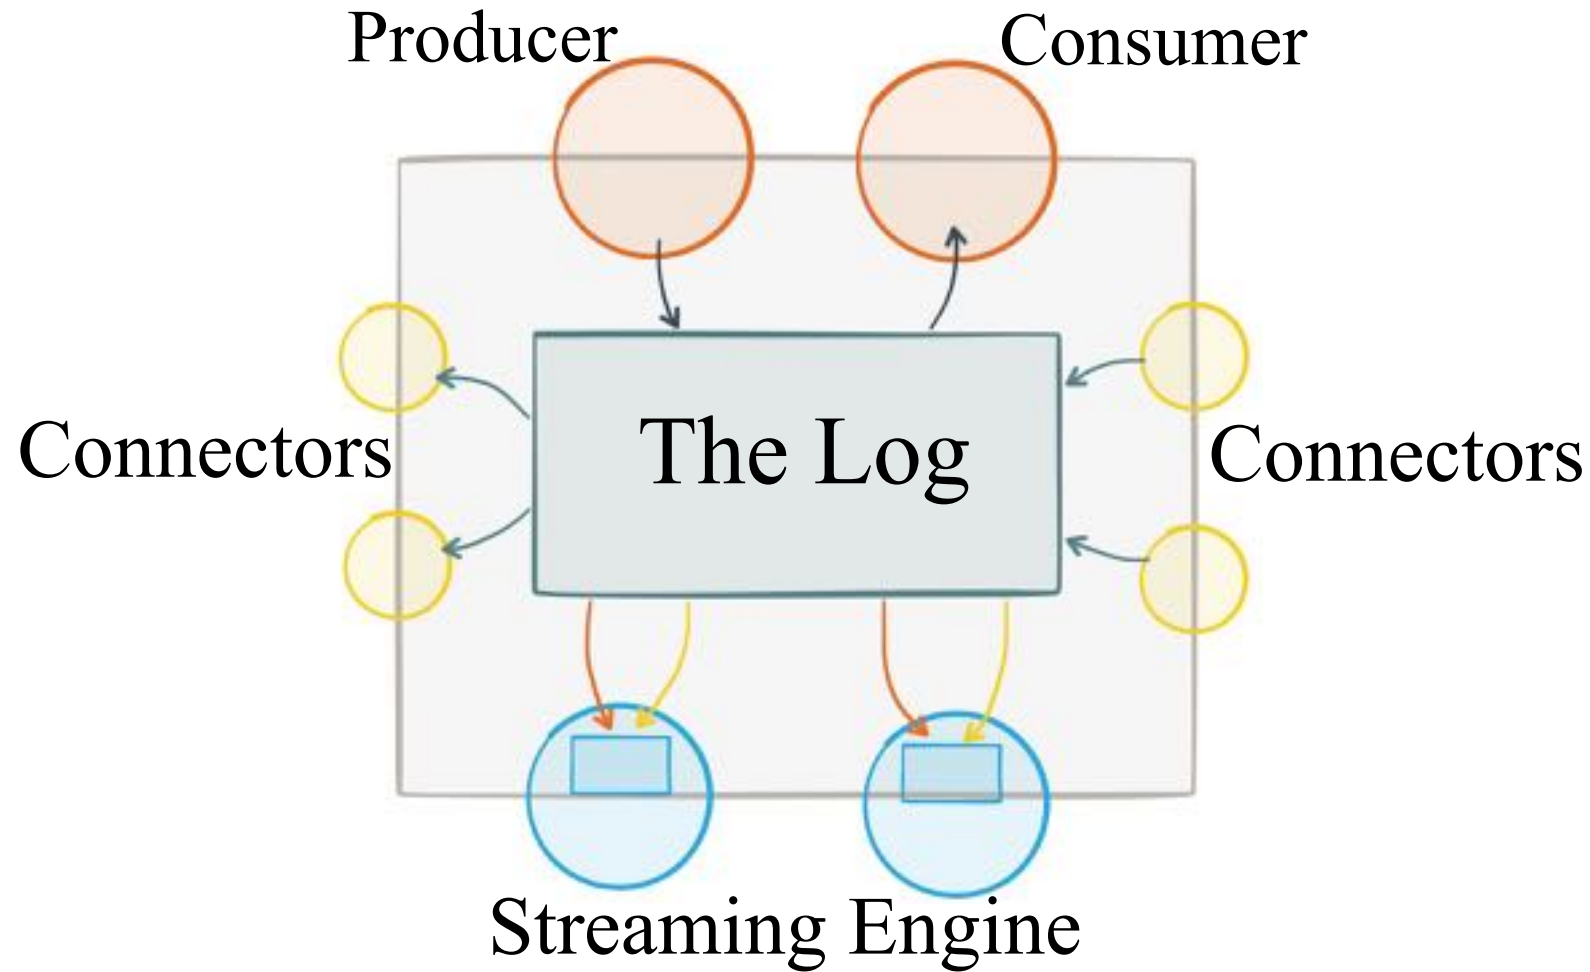 Producer
Consumer
Connectors
The Log
Connectors
Streaming Engine